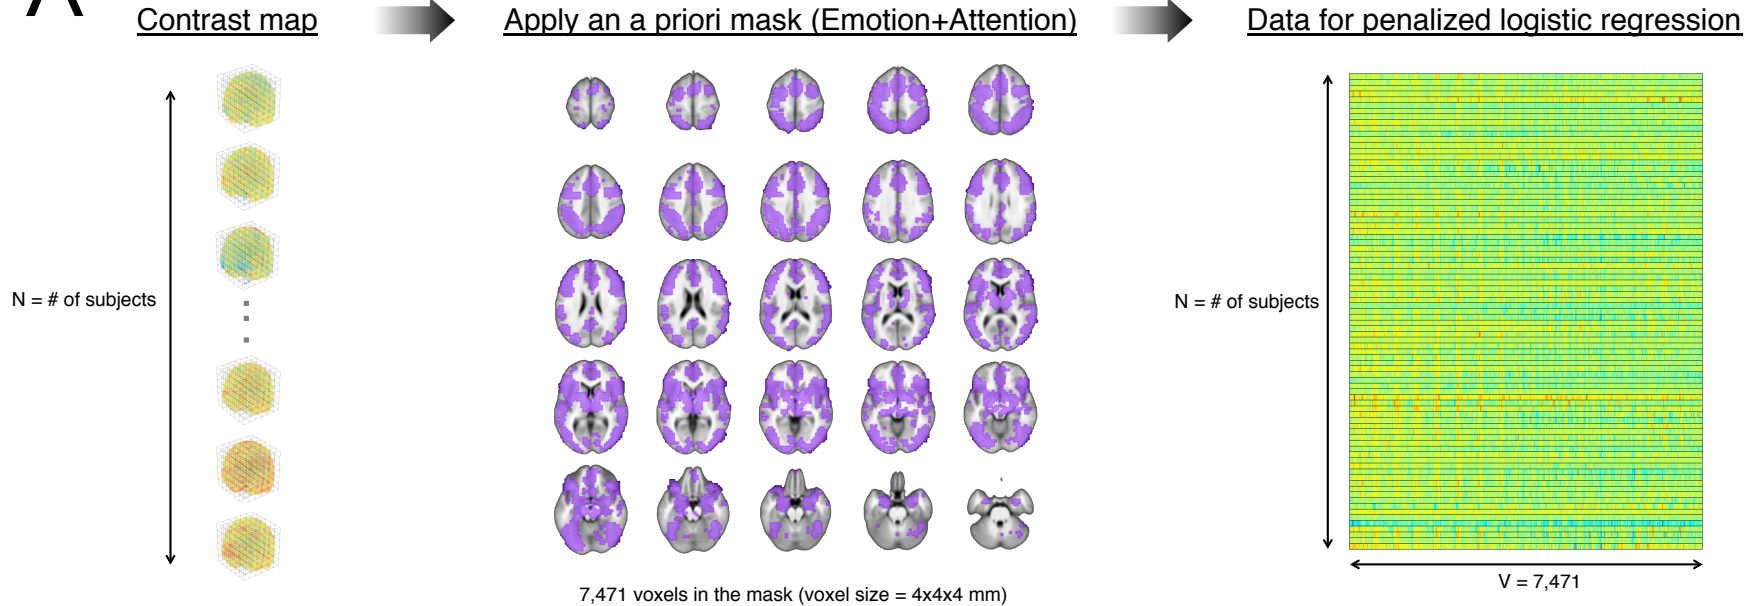 A
Contrast map
Apply an a priori mask (Emotion+Attention)
Data for penalized logistic regression
N = # of subjects
N = # of subjects
7,471 voxels in the mask (voxel size = 4x4x4 mm)
V = 7,471